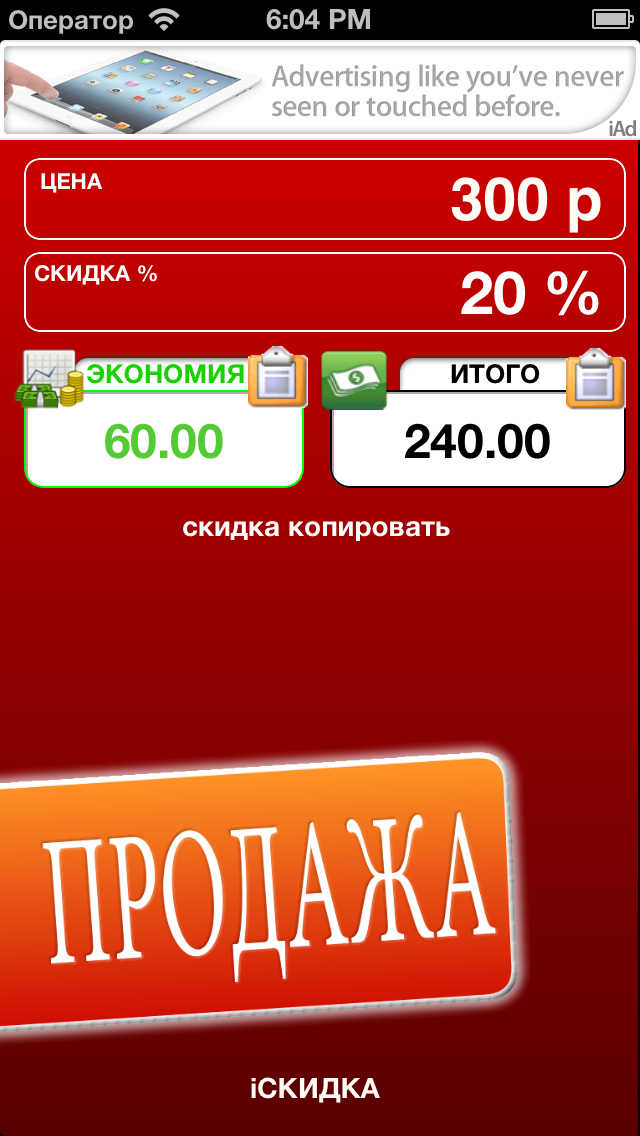 Оператор 6:04 PM
Advertising like you've never
seen or touched before.
iAd
ЦЕНА
300 р
СКИДКА %
20 %
ЭКОНОМИЯ
ИТОГО
60.00
240.00
скидка копировать
ПРОДАЖА
iСКИДКА